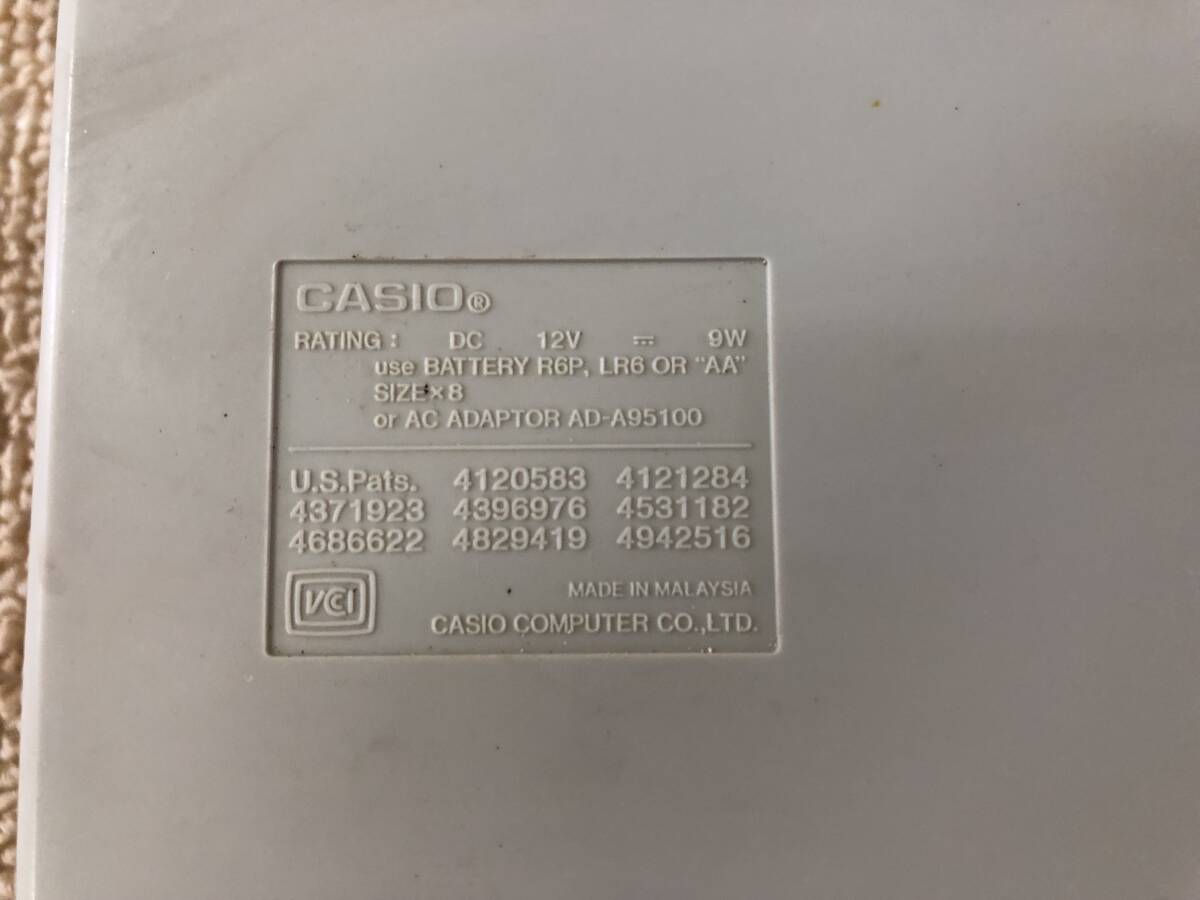 CASIO®
RATING : DC 12V ⎓ 9W
use BATTERY R6P, LR6 OR "AA"
SIZE×8
or AC ADAPTOR AD-A95100
U.S.Pats. 4120583 4121284
4371923 4396976 4531182
4686622 4829419 4942516
VCCI
MADE IN MALAYSIA
CASIO COMPUTER CO.,LTD.